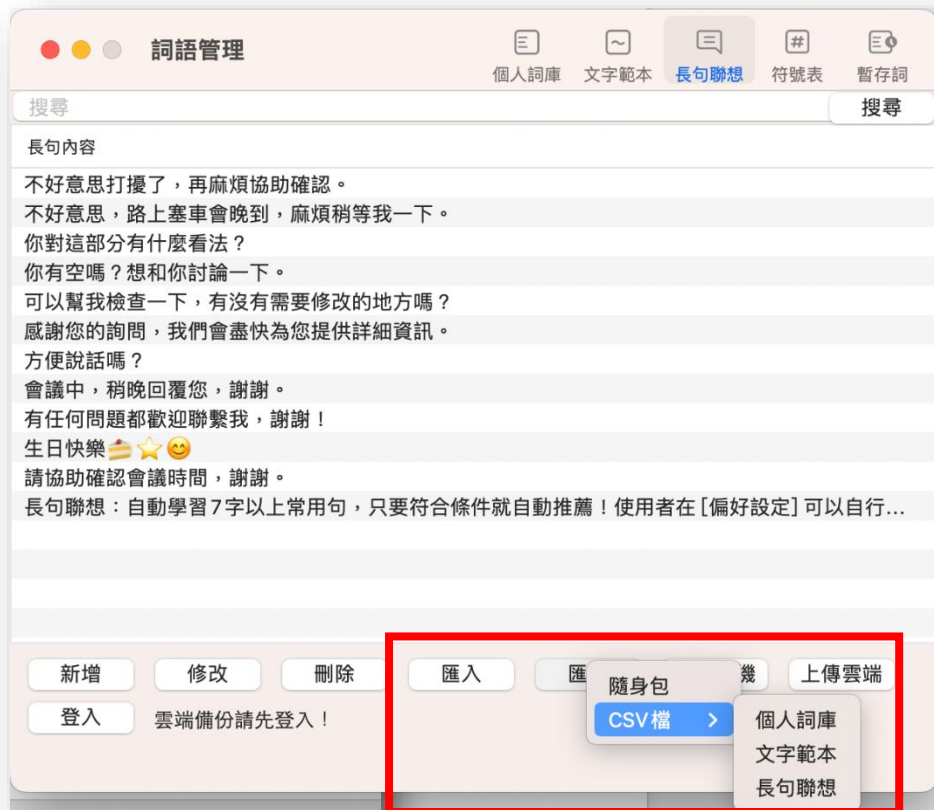 詞語管理
個人詞庫 文字範本 長句聯想 符號表 暫存詞
搜尋 搜尋
長句內容
不好意思打擾了，再麻煩協助確認。
不好意思，路上塞車會晚到，麻煩稍等我一下。
你對這部分有什麼看法？
你有空嗎？想和你討論一下。
可以幫我檢查一下，有沒有需要修改的地方嗎？
感謝您的詢問，我們會盡快為您提供詳細資訊。
方便說話嗎？
會議中，稍晚回覆您，謝謝。
有任何問題都歡迎聯繫我，謝謝！
生日快樂🍰⭐😊
請協助確認會議時間，謝謝。
長句聯想：自動學習7字以上常用句，只要符合條件就自動推薦！使用者在[偏好設定]可以自行...
新增 修改 刪除 匯入 匯 機 上傳雲端
隨身包
登入 雲端備份請先登入！ CSV檔 > 個人詞庫
文字範本
長句聯想